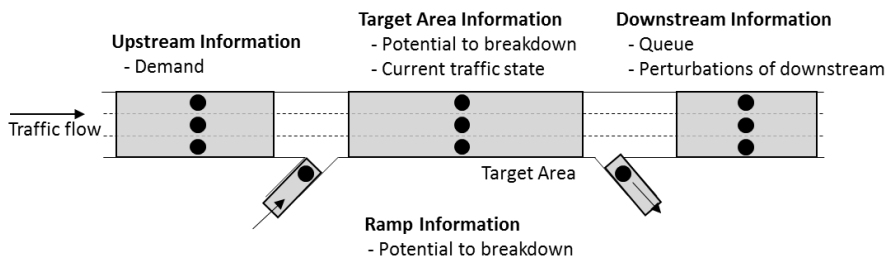 Upstream Information
- Demand
Target Area Information
- Potential to breakdown
- Current traffic state
Downstream Information
- Queue
- Perturbations of downstream
Traffic flow
Target Area
Ramp Information
- Potential to breakdown